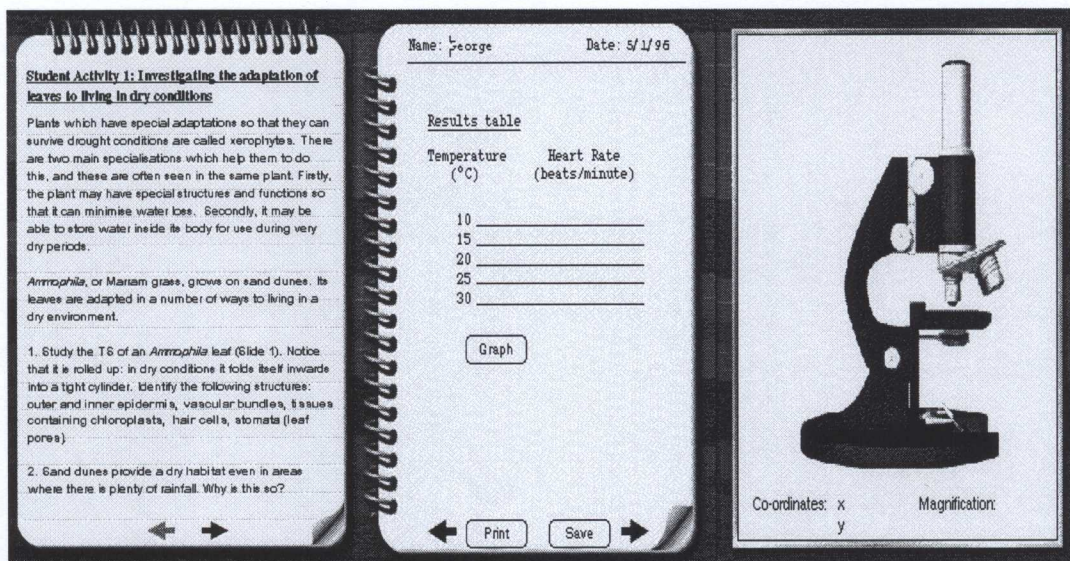 Student Activity 1: Investigating the adaptation of
leaves to living in dry conditions
Plants which have special adaptations so that they can
survive drought conditions are called xerophytes. There
are two main specialisations which help them to do
this, and these are often seen in the same plant. Firstly,
the plant may have special structures and functions so
that it can minimise water loss. Secondly, it may be
able to store water inside its body for use during very
dry periods.
Ammophila, or Marram grass, grows on sand dunes. Its
leaves are adapted in a number of ways to living in a
dry environment.
1. Study the TS of an Ammophila leaf (Slide 1). Notice
that it is rolled up: in dry conditions it folds itself inwards
into a tight cylinder. Identify the following structures:
outer and inner epidermis, vascular bundles, tissues
containing chloroplasts, hair cells, stomata (leaf
pores)
2. Sand dunes provide a dry habitat even in areas
where there is plenty of rainfall. Why is this so?
Name: George Date: 5/1/96
Results table
Temperature Heart Rate
(°C) (beats/minute)
10
15
20
25
30
Graph
Print Save
Co-ordinates: x Magnification:
y